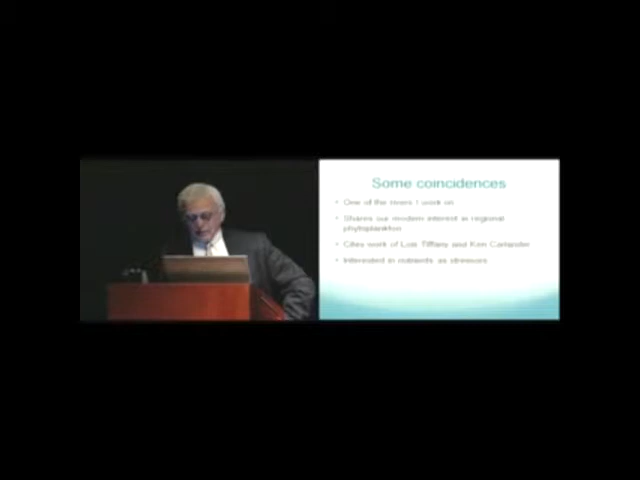 Some coincidences
One of the rivers I work on
Shares our modern interest in regional
phytoplankton
Cites work of Lois Tiffany and Ken Carlander
Interested in nutrients as stressors